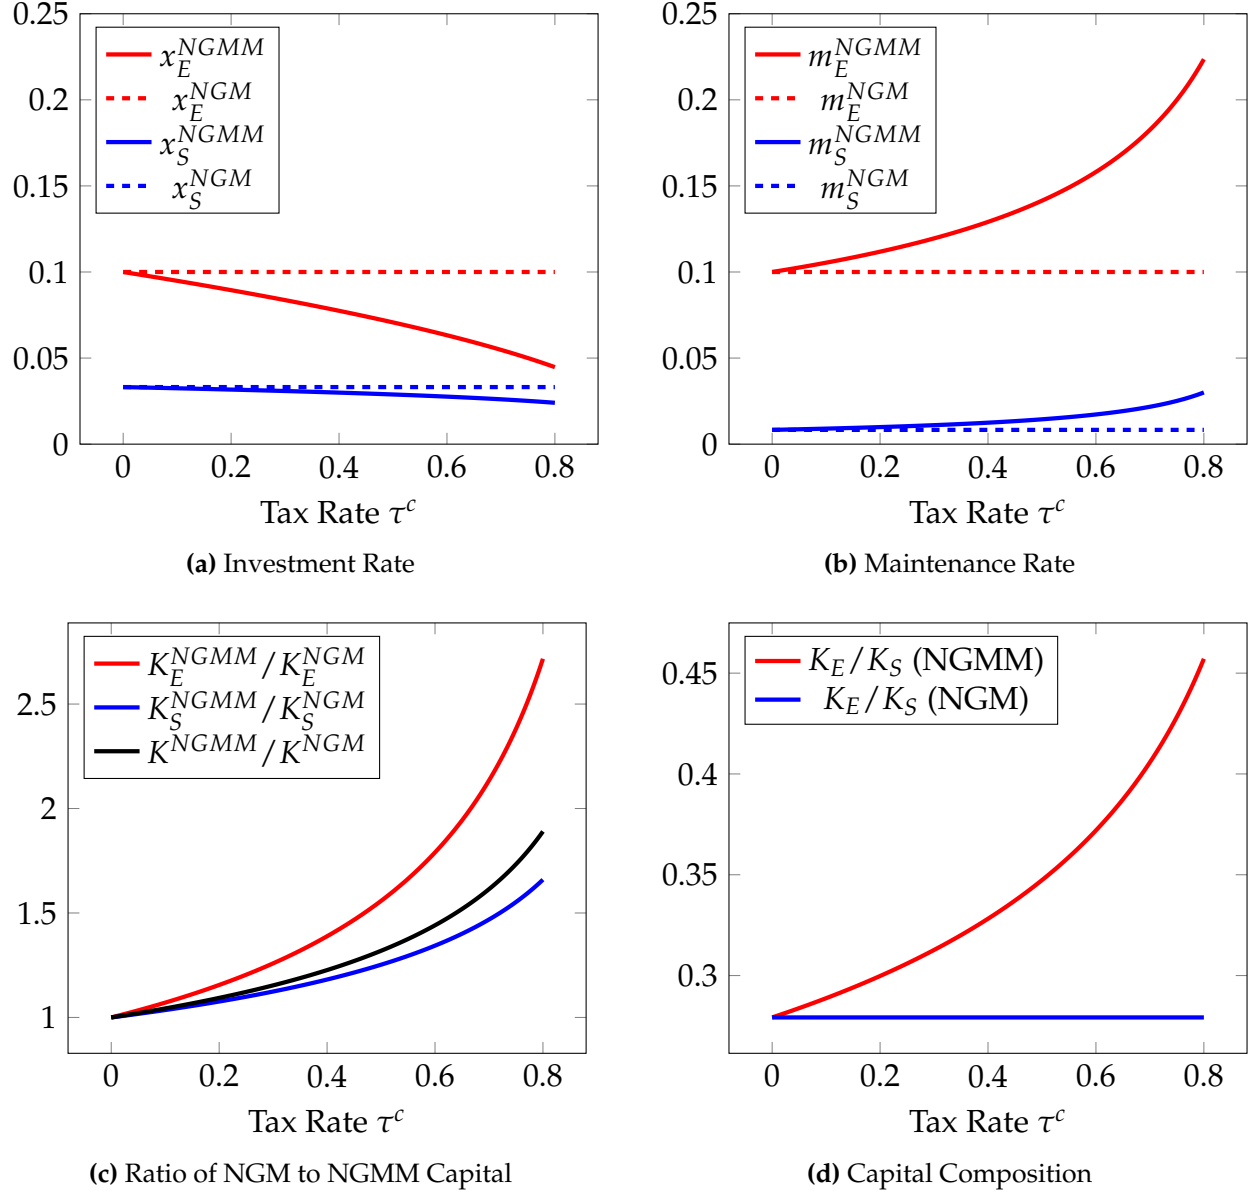 0.25
0.2
0.15
0.1
0.05
0
x_E^{NGMM}
x_E^{NGM}
x_S^{NGMM}
x_S^{NGM}
0 0.2 0.4 0.6 0.8
Tax Rate τ^c
(a) Investment Rate
0.25
0.2
0.15
0.1
0.05
0
m_E^{NGMM}
m_E^{NGM}
m_S^{NGMM}
m_S^{NGM}
0 0.2 0.4 0.6 0.8
Tax Rate τ^c
(b) Maintenance Rate
2.5
2
1.5
1
K_E^{NGMM}/K_E^{NGM}
K_S^{NGMM}/K_S^{NGM}
K^{NGMM}/K^{NGM}
0 0.2 0.4 0.6 0.8
Tax Rate τ^c
(c) Ratio of NGM to NGMM Capital
0.45
0.4
0.35
0.3
K_E/K_S (NGMM)
K_E/K_S (NGM)
0 0.2 0.4 0.6 0.8
Tax Rate τ^c
(d) Capital Composition